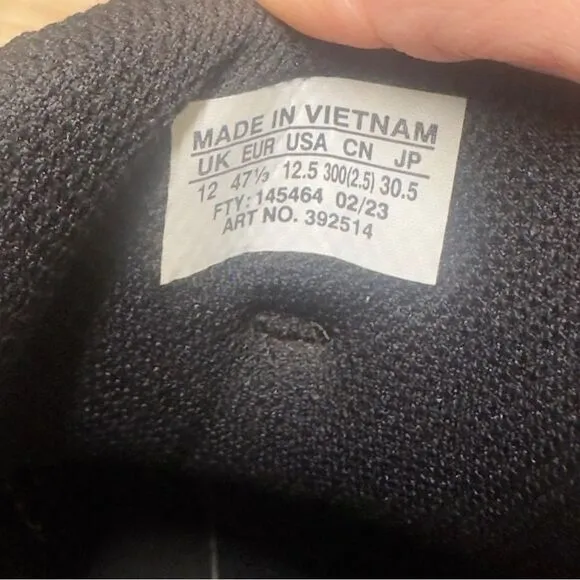 MADE IN VIETNAM
UK EUR USA CN JP
12 47⅓ 12.5 300(2.5) 30.5
FTY: 145464 02/23
ART NO. 392514